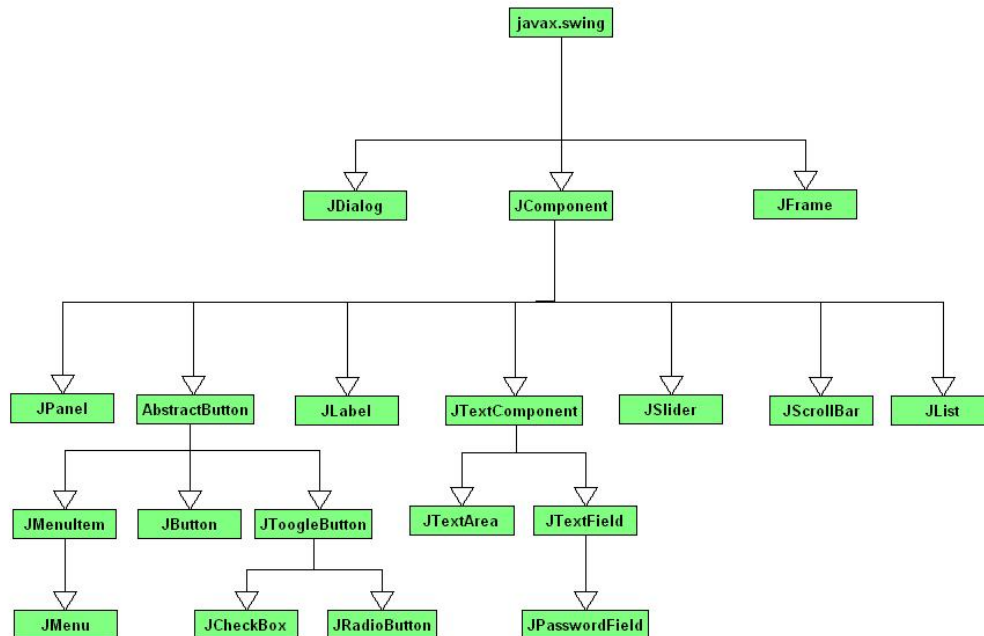 javax.swing
JDialog
JComponent
JFrame
JPanel
AbstractButton
JLabel
JTextComponent
JSlider
JScrollBar
JList
JMenuItem
JButton
JToogleButton
JTextArea
JTextField
JMenu
JCheckBox
JRadioButton
JPasswordField